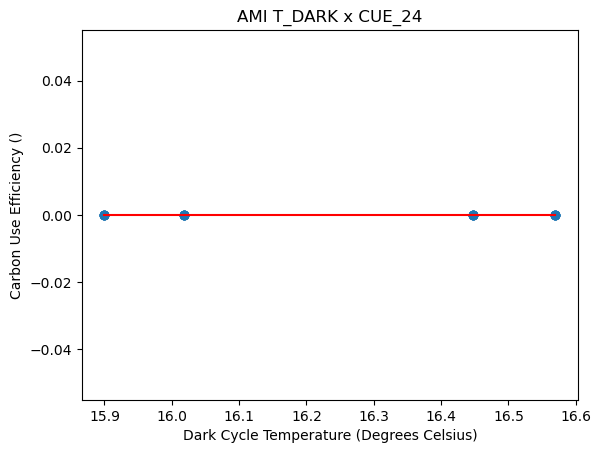 AMI T_DARK x CUE_24
0.04
0.02
0.00
−0.02
−0.04
Carbon Use Efficiency ()
15.9 16.0 16.1 16.2 16.3 16.4 16.5 16.6
Dark Cycle Temperature (Degrees Celsius)